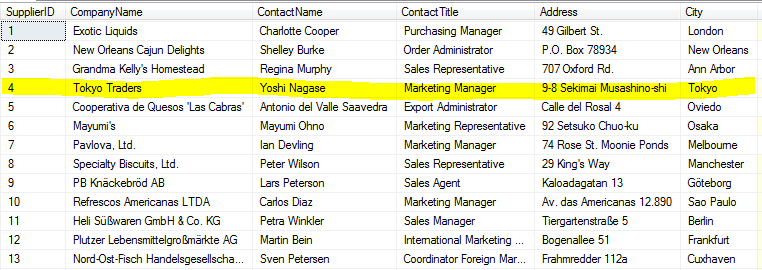 SupplierID CompanyName ContactName ContactTitle Address City
1 Exotic Liquids Charlotte Cooper Purchasing Manager 49 Gilbert St. London
2 New Orleans Cajun Delights Shelley Burke Order Administrator P.O. Box 78934 New Orleans
3 Grandma Kelly's Homestead Regina Murphy Sales Representative 707 Oxford Rd. Ann Arbor
4 Tokyo Traders Yoshi Nagase Marketing Manager 9-8 Sekimai Musashino-shi Tokyo
5 Cooperativa de Quesos 'Las Cabras' Antonio del Valle Saavedra Export Administrator Calle del Rosal 4 Oviedo
6 Mayumi's Mayumi Ohno Marketing Representative 92 Setsuko Chuo-ku Osaka
7 Pavlova, Ltd. Ian Devling Marketing Manager 74 Rose St. Moonie Ponds Melbourne
8 Specialty Biscuits, Ltd. Peter Wilson Sales Representative 29 King's Way Manchester
9 PB Knäckebröd AB Lars Peterson Sales Agent Kaloadagatan 13 Göteborg
10 Refrescos Americanas LTDA Carlos Diaz Marketing Manager Av. das Americanas 12.890 Sao Paulo
11 Heli Süßwaren GmbH & Co. KG Petra Winkler Sales Manager Tiergartenstraße 5 Berlin
12 Plutzer Lebensmittelgroßmärkte AG Martin Bein International Marketing ... Bogenallee 51 Frankfurt
13 Nord-Ost-Fisch Handelsgesellscha... Sven Petersen Coordinator Foreign Mar... Frahmredder 112a Cuxhaven